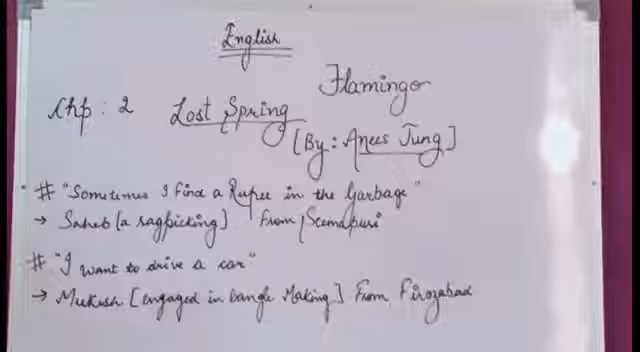 English
Flamingo
Chp : 2 Lost Spring
[By : Anees Jung]
# "Sometimes I find a Rupee in the Garbage"
→ Saheb [a ragpicking] From Seemapuri
# "I want to drive a car"
→ Mukesh [engaged in bangle Making] From Firozabad